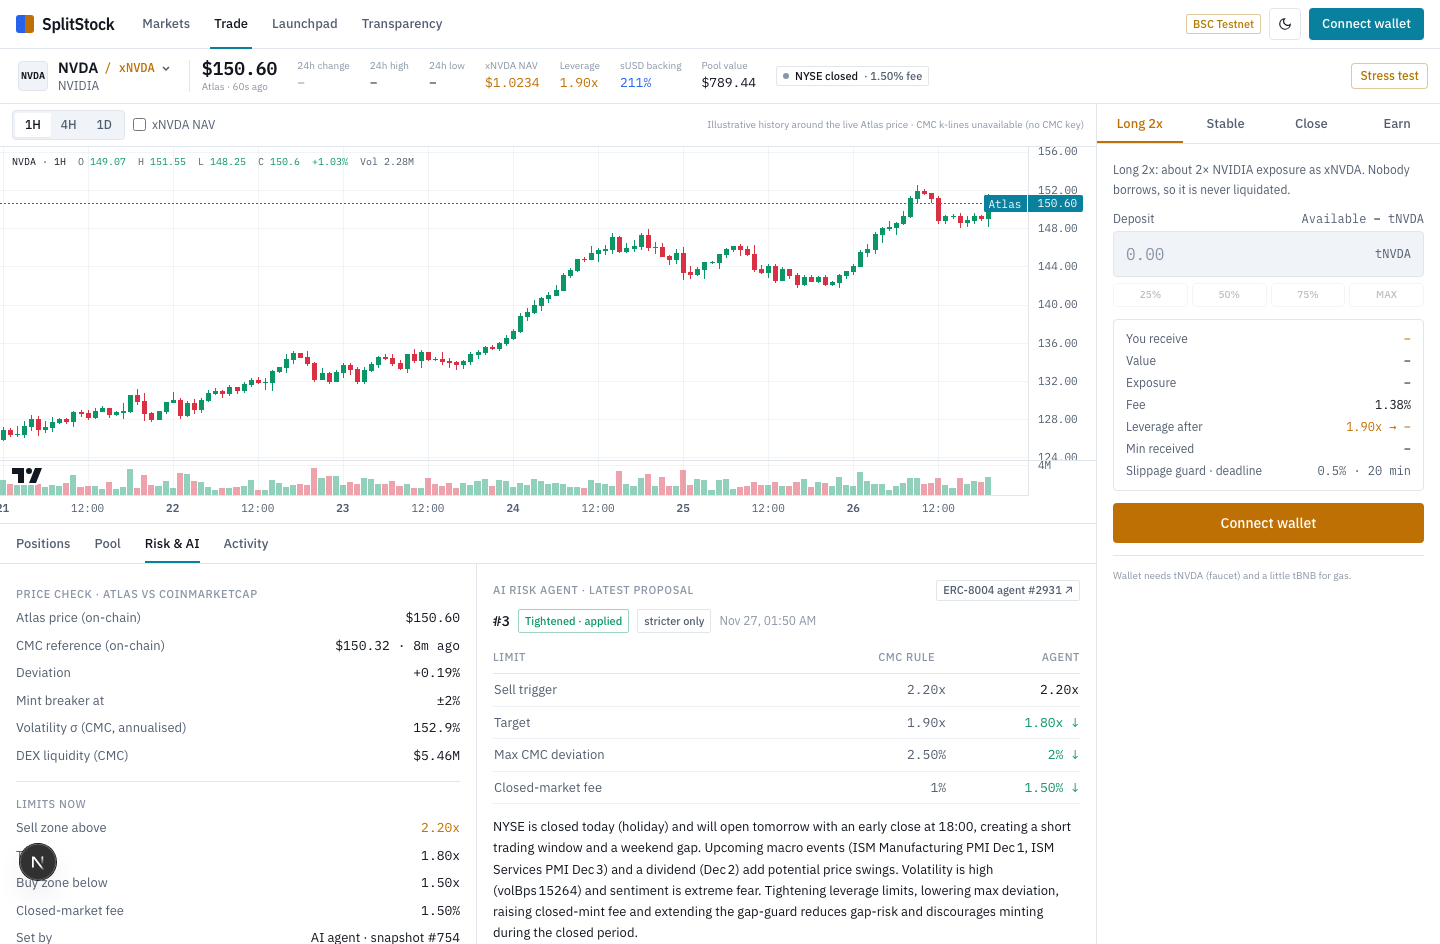 SplitStock
Markets
Trade
Launchpad
Transparency
BSC Testnet
Connect wallet
NVDA
NVDA / xNVDA
NVIDIA
$150.60
Atlas · 60s ago
24h change
–
24h high
–
24h low
–
xNVDA NAV
$1.0234
Leverage
1.90x
sUSD backing
211%
Pool value
$789.44
NYSE closed · 1.50% fee
Stress test
1H
4H
1D
xNVDA NAV
Illustrative history around the live Atlas price · CMC k-lines unavailable (no CMC key)
NVDA · 1H O 149.07 H 151.55 L 148.25 C 150.6 +1.03% Vol 2.28M
156.00
152.00
Atlas 150.60
148.00
144.00
140.00
136.00
132.00
128.00
124.00
4M
21
12:00
22
12:00
23
12:00
24
12:00
25
12:00
26
12:00
Long 2x
Stable
Close
Earn
Long 2x: about 2× NVIDIA exposure as xNVDA. Nobody
borrows, so it is never liquidated.
Deposit
Available – tNVDA
0.00
tNVDA
25%
50%
75%
MAX
You receive –
Value –
Exposure –
Fee 1.38%
Leverage after 1.90x → –
Min received –
Slippage guard · deadline 0.5% · 20 min
Connect wallet
Wallet needs tNVDA (faucet) and a little tBNB for gas.
Positions
Pool
Risk & AI
Activity
PRICE CHECK · ATLAS VS COINMARKETCAP
Atlas price (on-chain) $150.60
CMC reference (on-chain) $150.32 · 8m ago
Deviation +0.19%
Mint breaker at ±2%
Volatility σ (CMC, annualised) 152.9%
DEX liquidity (CMC) $5.46M
LIMITS NOW
Sell zone above 2.20x
1.80x
Buy zone below 1.50x
Closed-market fee 1.50%
Set by AI agent · snapshot #754
N
AI RISK AGENT · LATEST PROPOSAL
ERC-8004 agent #2931 ↗
#3 Tightened · applied stricter only Nov 27, 01:50 AM
LIMIT CMC RULE AGENT
Sell trigger 2.20x 2.20x
Target 1.90x 1.80x ↓
Max CMC deviation 2.50% 2% ↓
Closed-market fee 1% 1.50% ↓
NYSE is closed today (holiday) and will open tomorrow with an early close at 18:00, creating a short
trading window and a weekend gap. Upcoming macro events (ISM Manufacturing PMI Dec 1, ISM
Services PMI Dec 3) and a dividend (Dec 2) add potential price swings. Volatility is high
(volBps 15264) and sentiment is extreme fear. Tightening leverage limits, lowering max deviation,
raising closed-mint fee and extending the gap-guard reduces gap-risk and discourages minting
during the closed period.